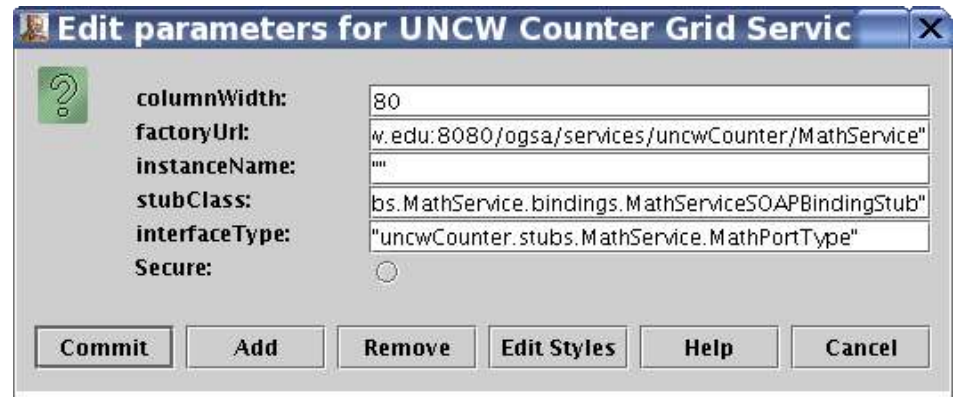 Edit parameters for UNCW Counter Grid Servic
columnWidth: 80
factoryUrl: w.edu:8080/ogsa/services/uncwCounter/MathService"
instanceName: ""
stubClass: bs.MathService.bindings.MathServiceSOAPBindingStub"
interfaceType: "uncwCounter.stubs.MathService.MathPortType"
Secure:
Commit Add Remove Edit Styles Help Cancel